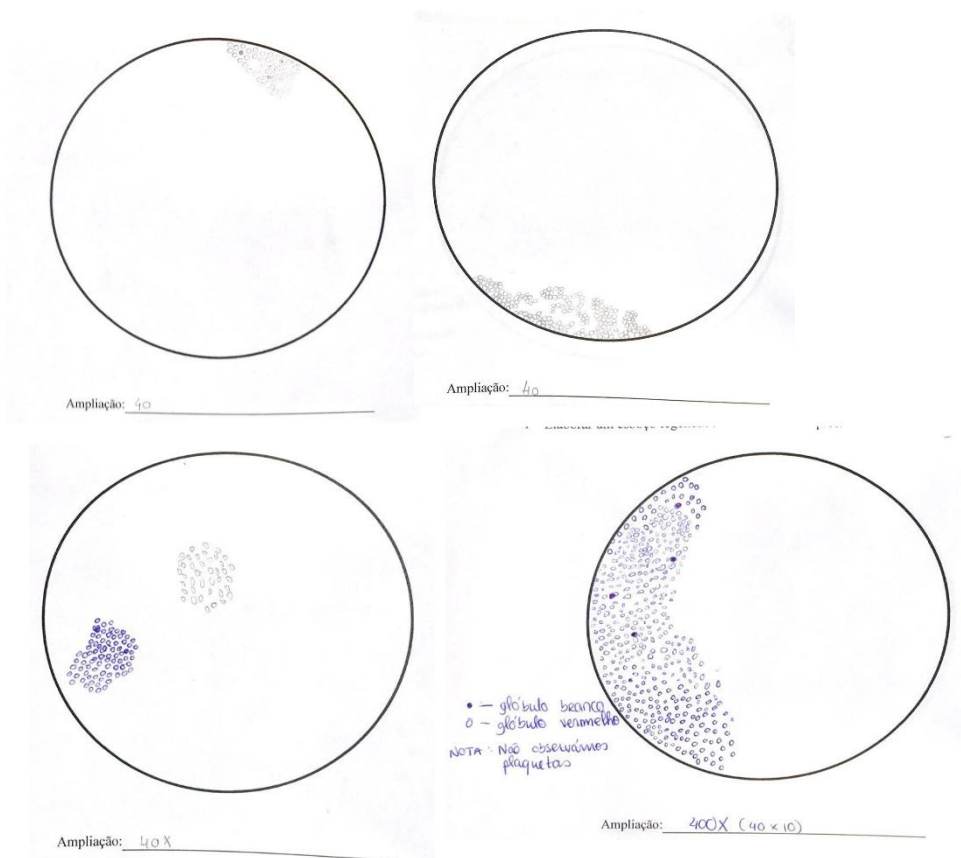 Ampliação: 40
Ampliação: 40
• — glóbulo branco
o — glóbulo vermelho
NOTA: Não observámos
plaquetas
Ampliação: 40X
Ampliação: 400X (40 x 10)